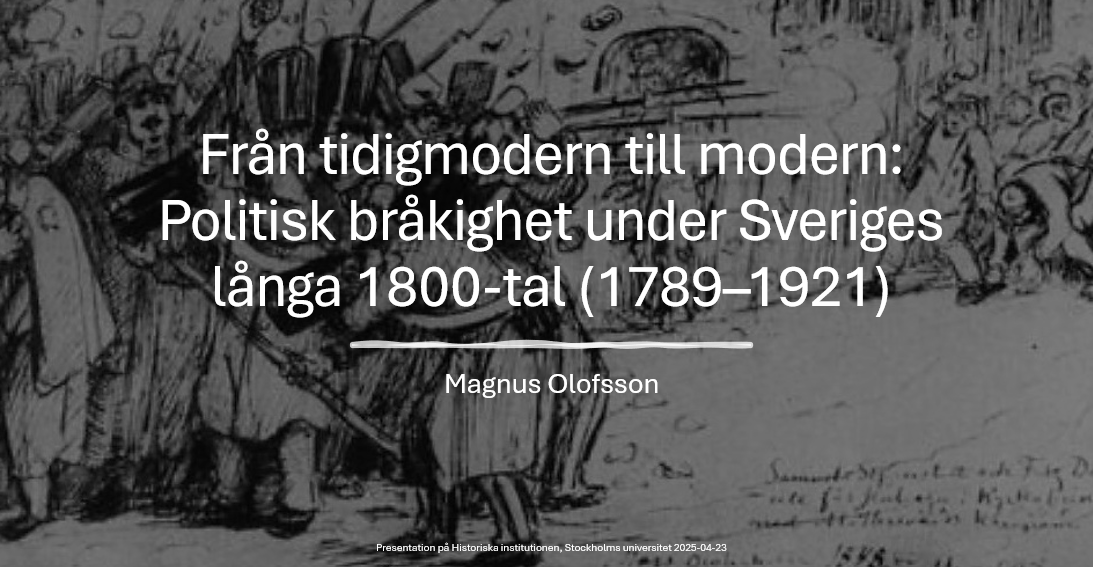 Från tidigmodern till modern:
Politisk bråkighet under Sveriges
långa 1800-tal (1789–1921)
Magnus Olofsson
Presentation på Historiska institutionen, Stockholms universitet 2025-04-23